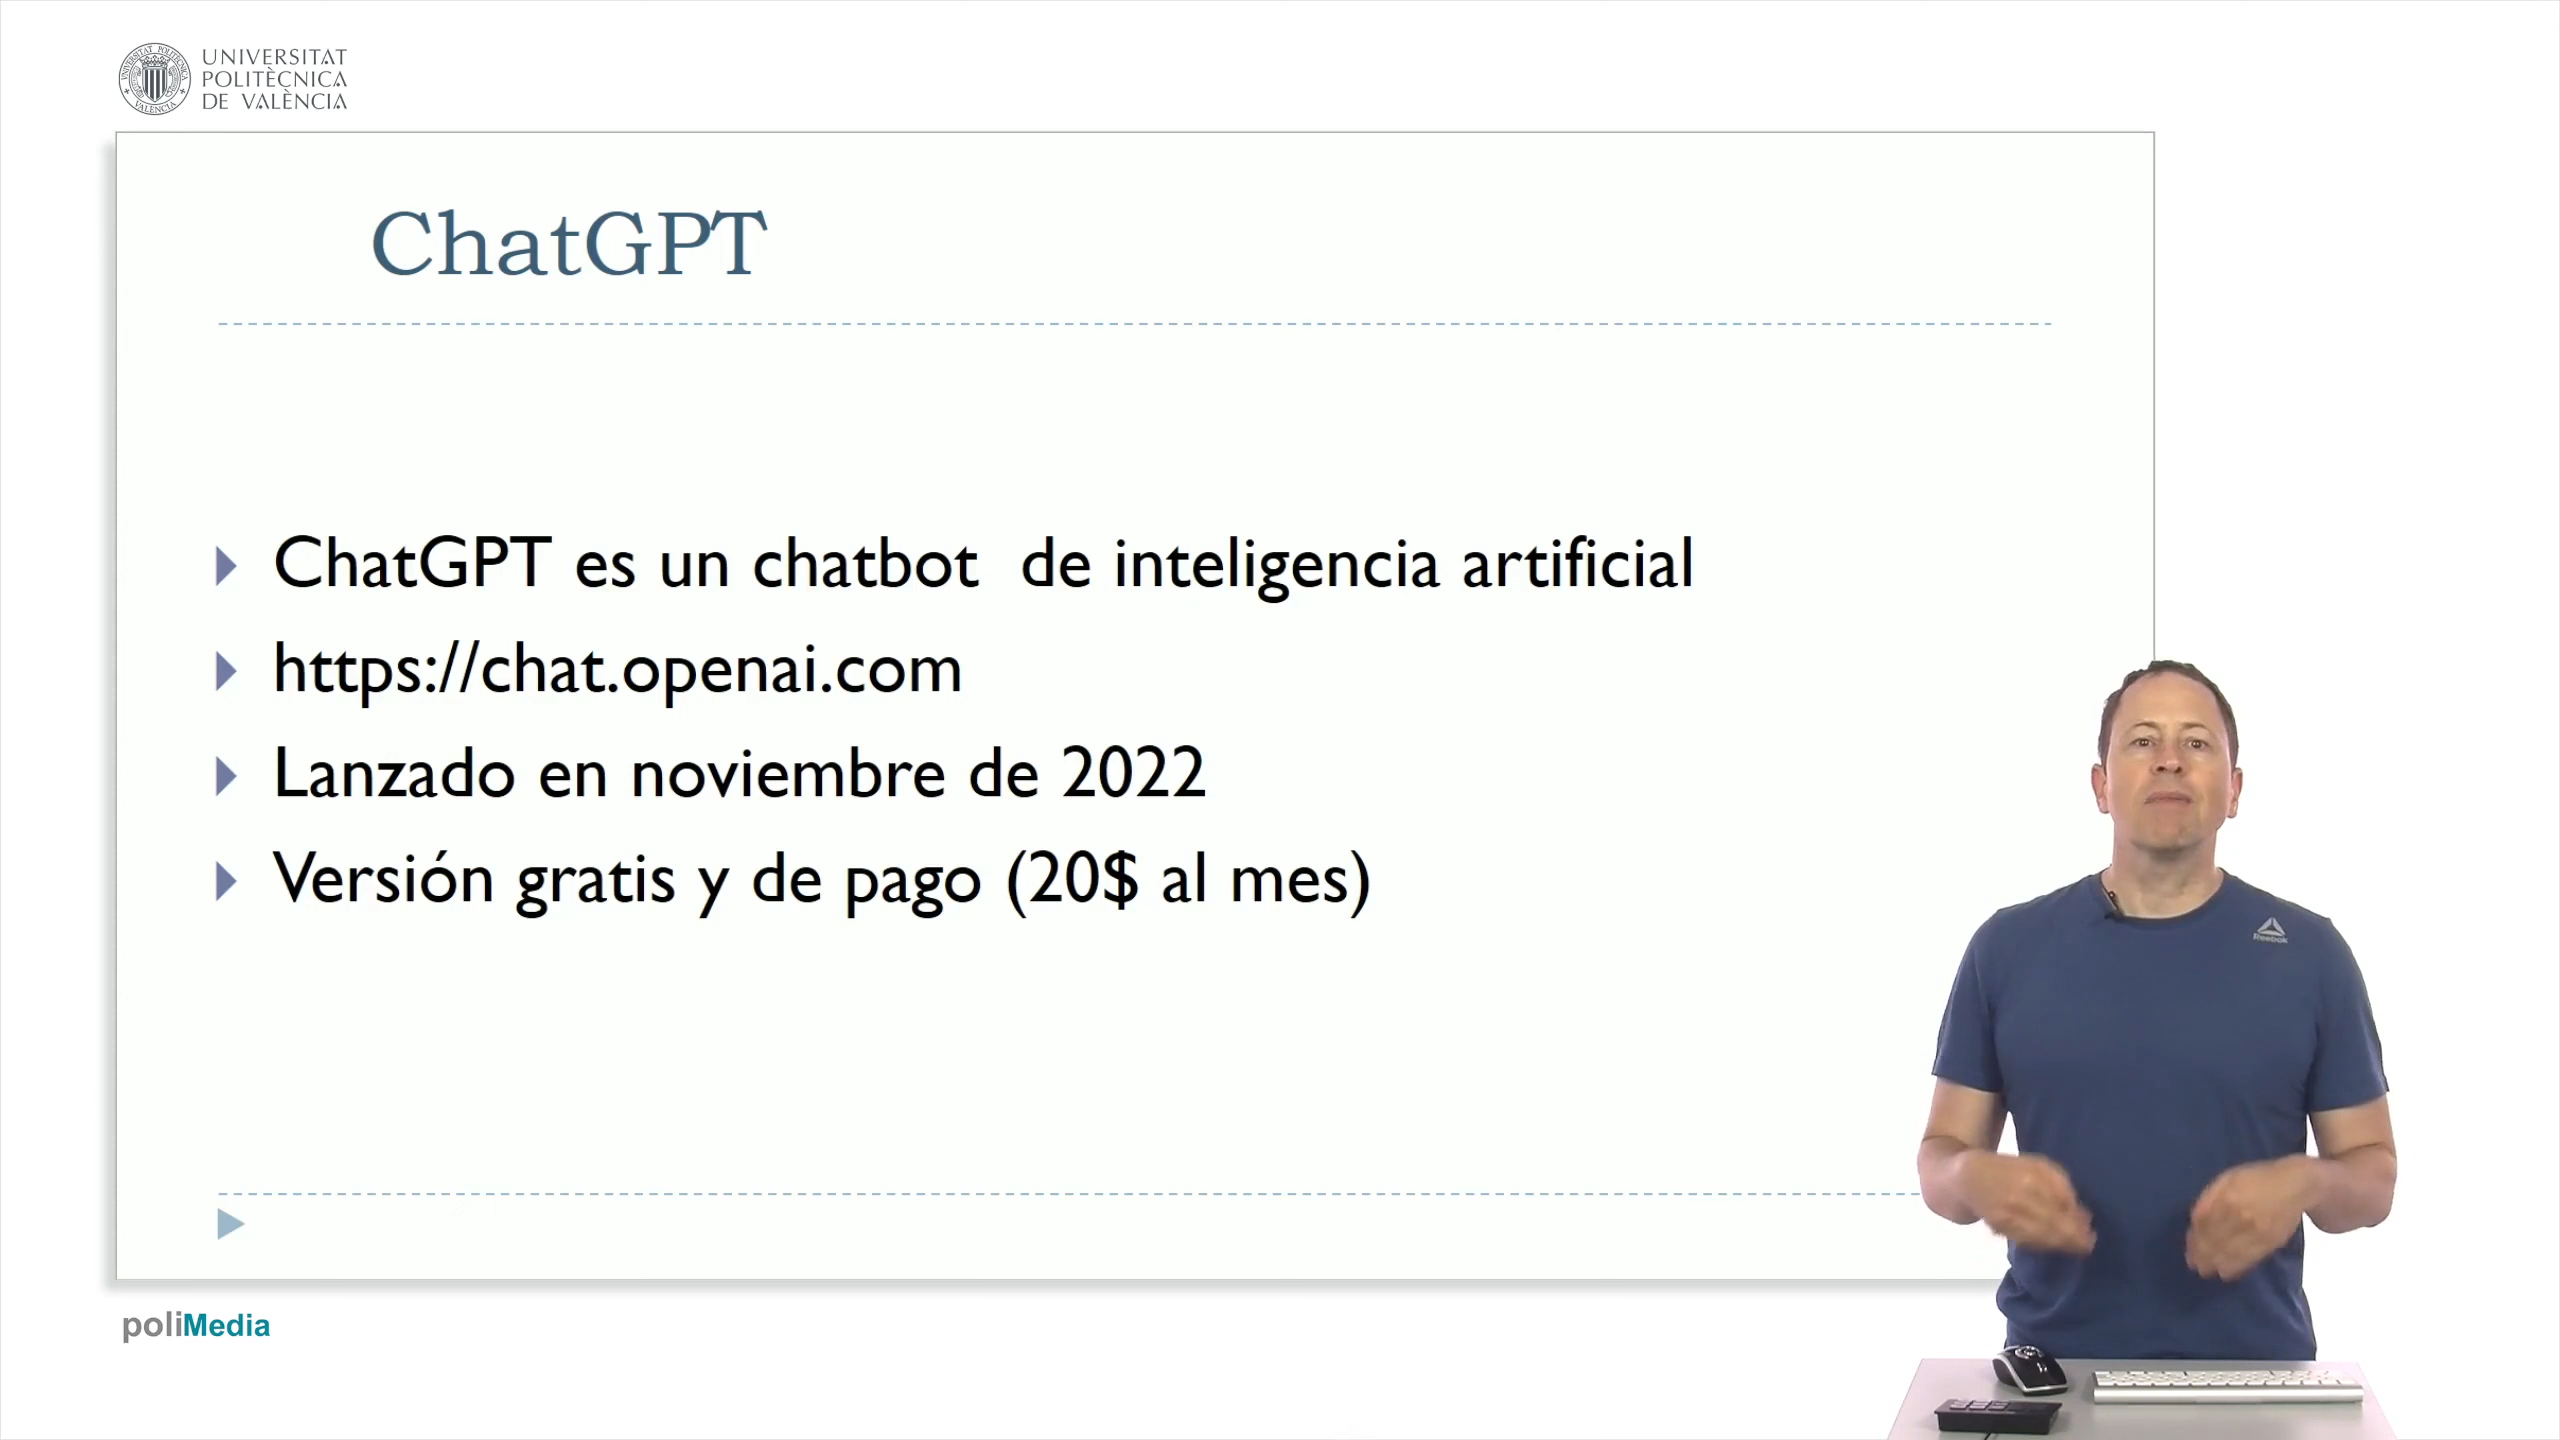 UNIVERSITAT
POLITÈCNICA
DE VALÈNCIA
ChatGPT
ChatGPT es un chatbot  de inteligencia artificial
https://chat.openai.com
Lanzado en noviembre de 2022
Versión gratis y de pago (20$ al mes)
Reebok
poliMedia